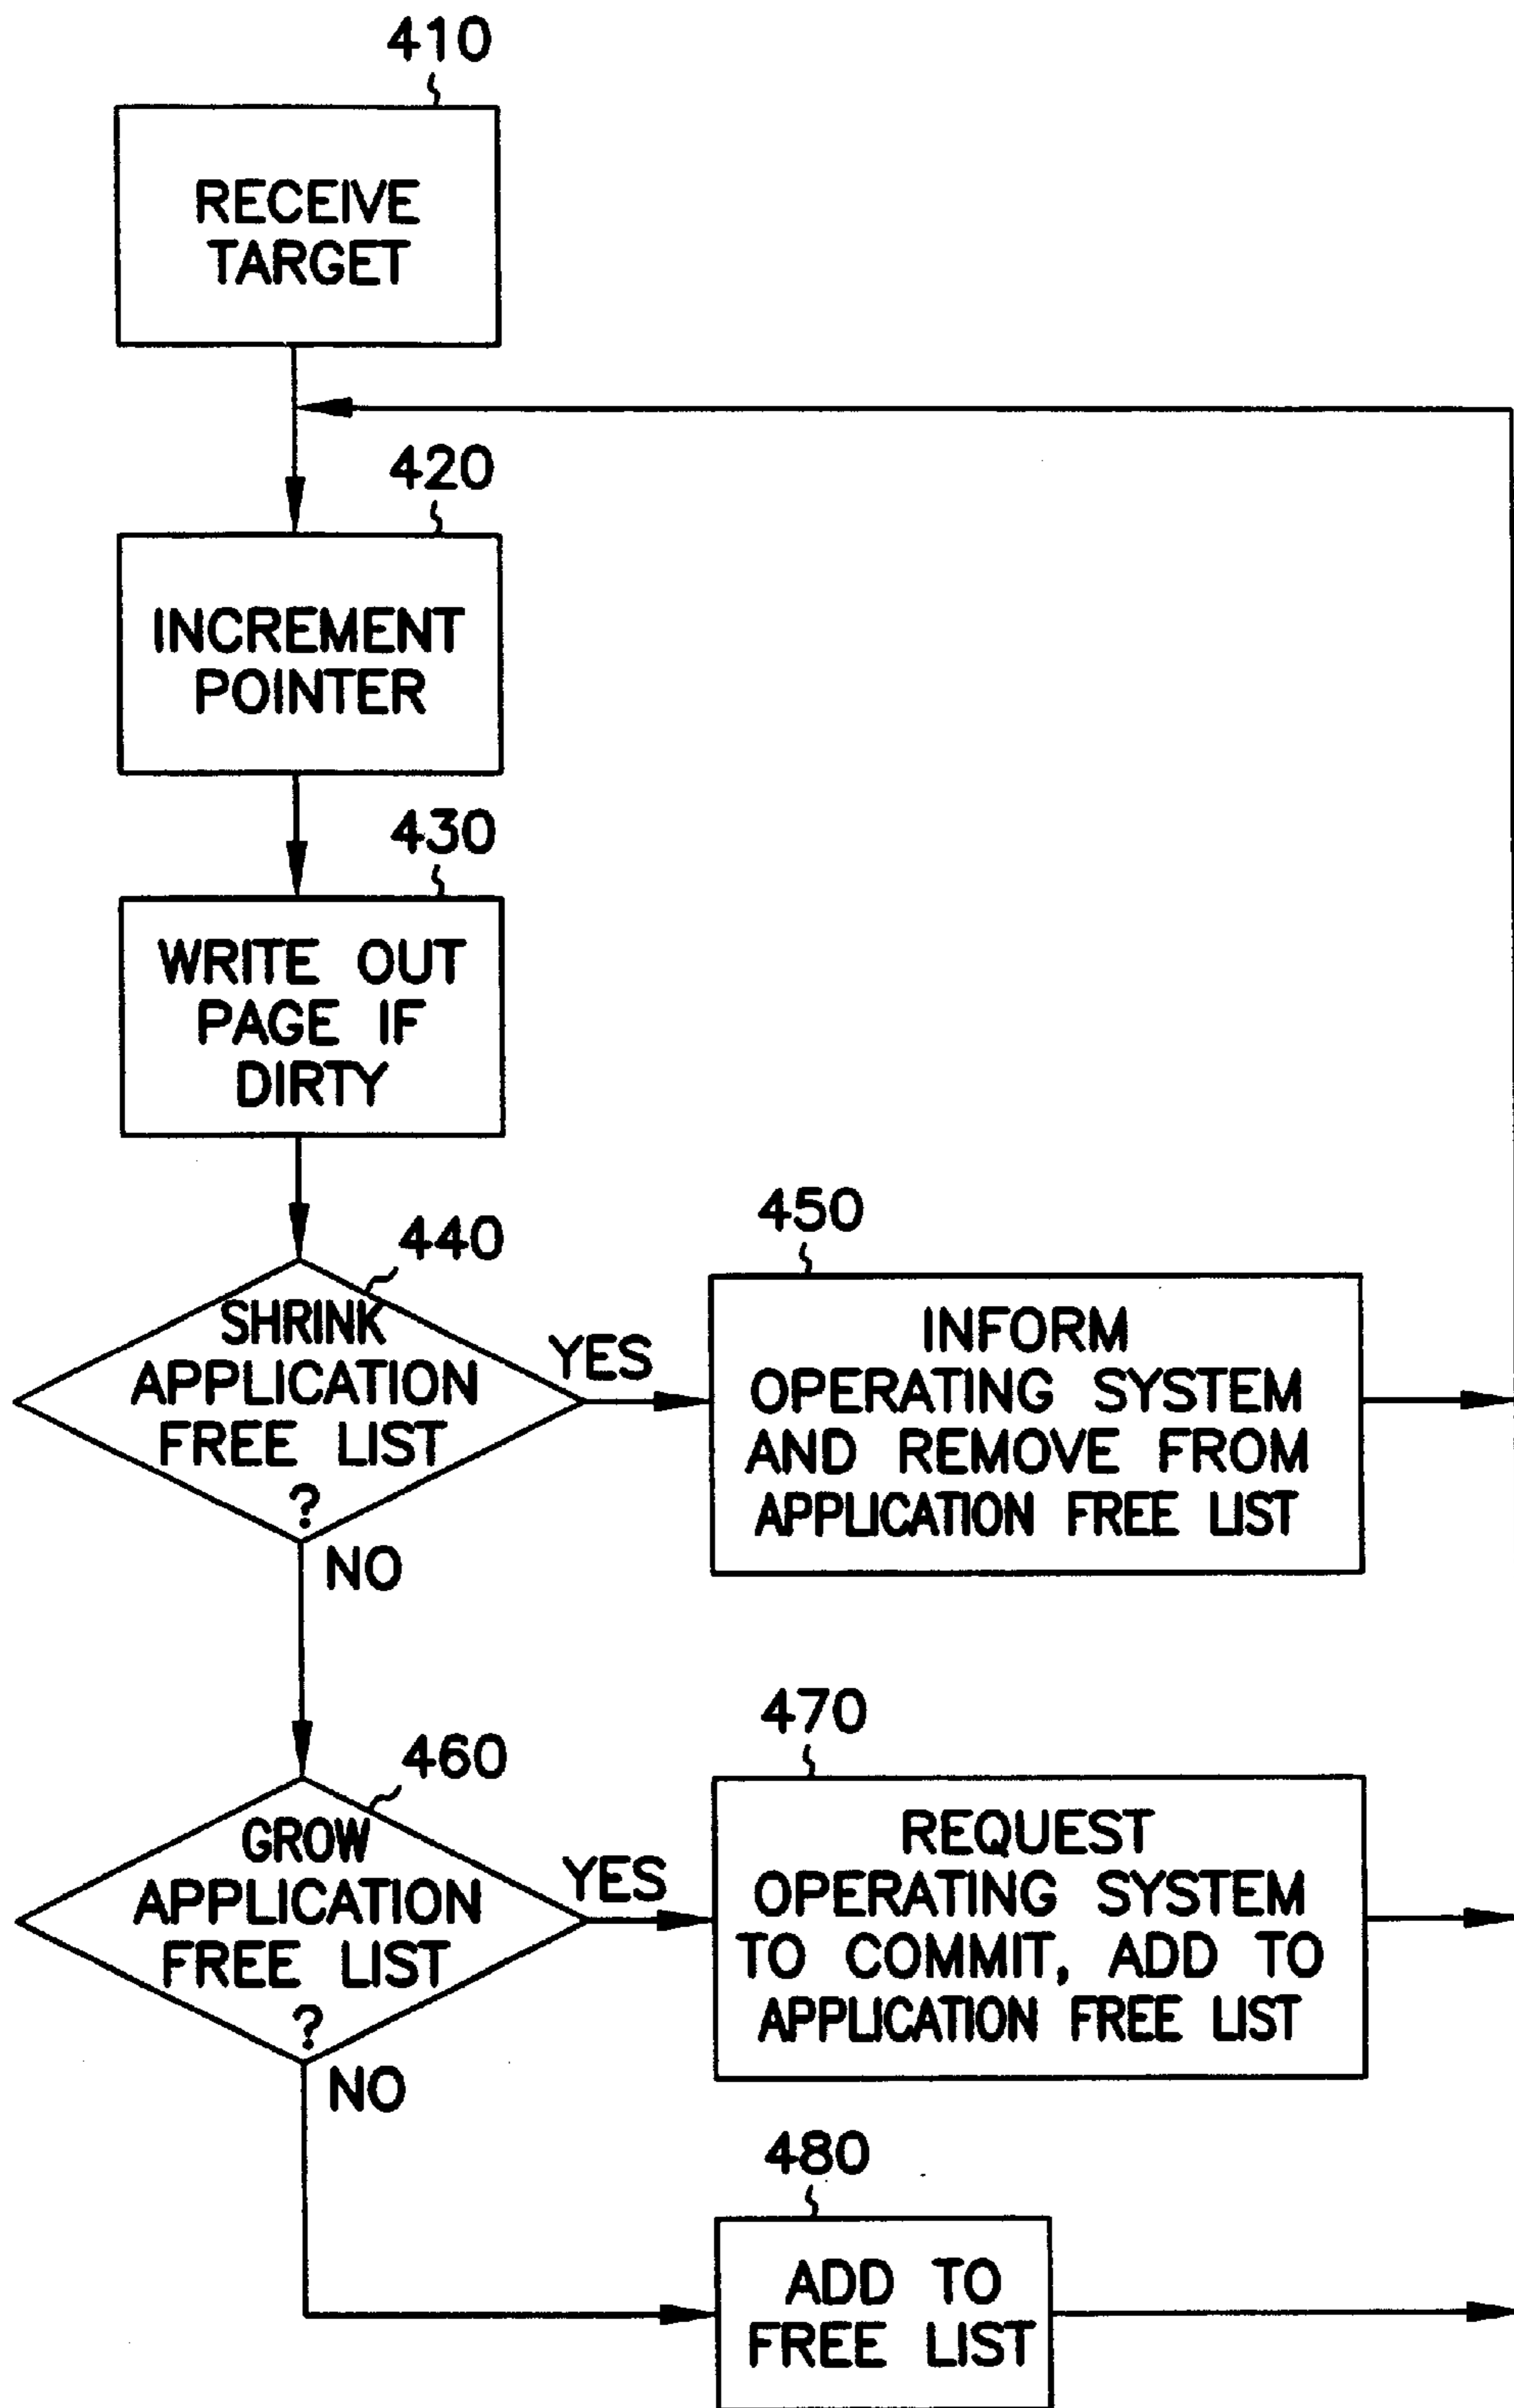 410
RECEIVE
TARGET
420
INCREMENT
POINTER
430
WRITE OUT
PAGE IF
DIRTY
440
SHRINK
APPLICATION
FREE LIST
?
YES
NO
450
INFORM
OPERATING SYSTEM
AND REMOVE FROM
APPLICATION FREE LIST
460
GROW
APPLICATION
FREE LIST
?
YES
NO
470
REQUEST
OPERATING SYSTEM
TO COMMIT, ADD TO
APPLICATION FREE LIST
480
ADD TO
FREE LIST